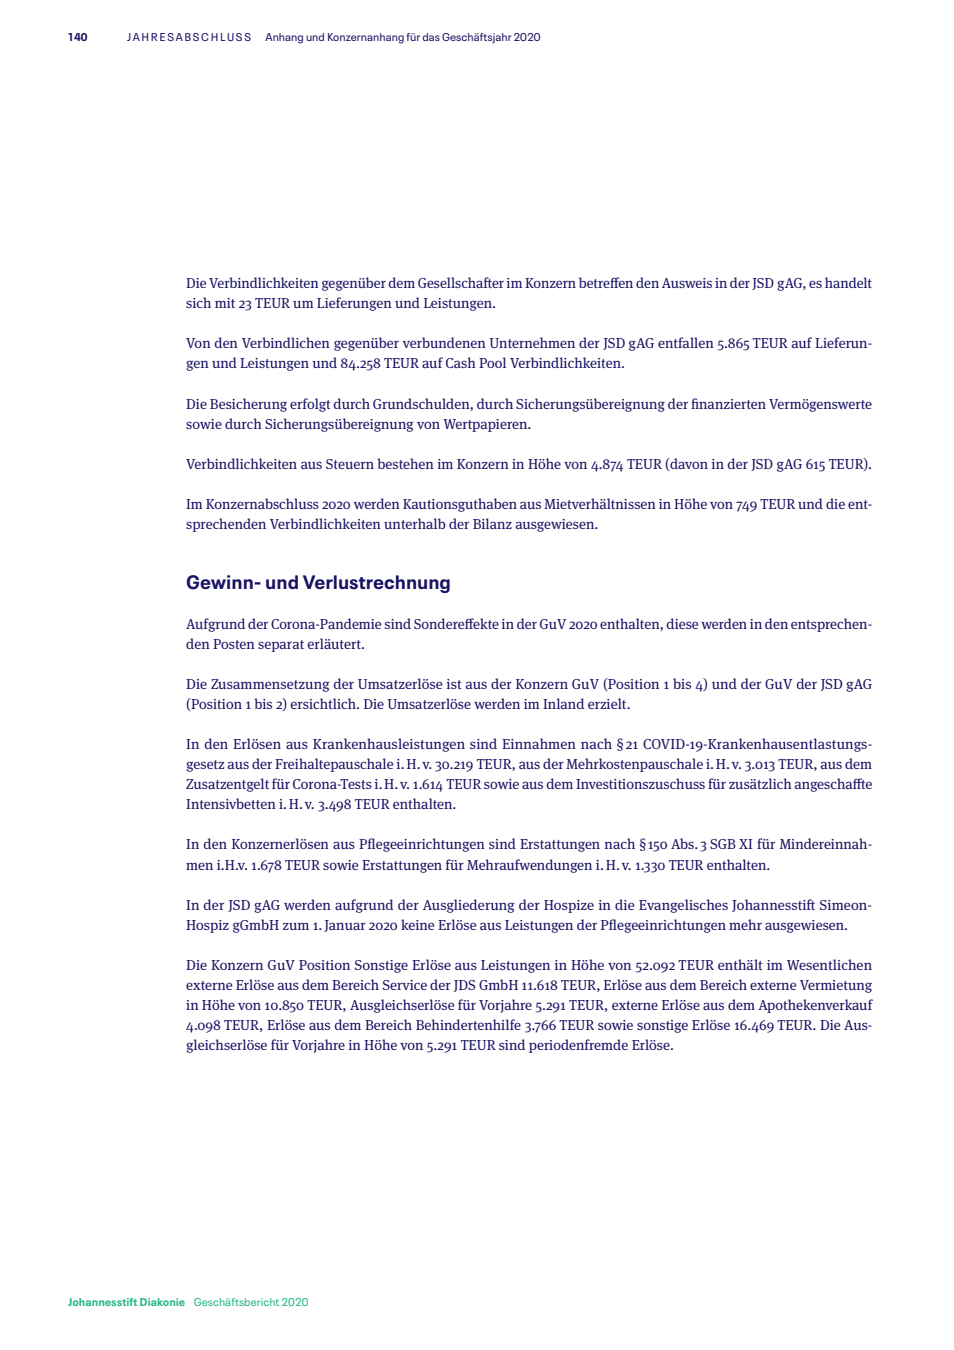 140 JAHRESABSCHLUSS Anhang und Konzernanhang für das Geschäftsjahr 2020
Die Verbindlichkeiten gegenüber dem Gesellschafter im Konzern betreffen den Ausweis in der JSD gAG, es handelt
sich mit 23 TEUR um Lieferungen und Leistungen.
Von den Verbindlichen gegenüber verbundenen Unternehmen der JSD gAG entfallen 5.865 TEUR auf Lieferun-
gen und Leistungen und 84.258 TEUR auf Cash Pool Verbindlichkeiten.
Die Besicherung erfolgt durch Grundschulden, durch Sicherungsübereignung der finanzierten Vermögenswerte
sowie durch Sicherungsübereignung von Wertpapieren.
Verbindlichkeiten aus Steuern bestehen im Konzern in Höhe von 4.874 TEUR (davon in der JSD gAG 615 TEUR).
Im Konzernabschluss 2020 werden Kautionsguthaben aus Mietverhältnissen in Höhe von 749 TEUR und die ent-
sprechenden Verbindlichkeiten unterhalb der Bilanz ausgewiesen.
Gewinn- und Verlustrechnung
Aufgrund der Corona-Pandemie sind Sondereffekte in der GuV 2020 enthalten, diese werden in den entsprechen-
den Posten separat erläutert.
Die Zusammensetzung der Umsatzerlöse ist aus der Konzern GuV (Position 1 bis 4) und der GuV der JSD gAG
(Position 1 bis 2) ersichtlich. Die Umsatzerlöse werden im Inland erzielt.
In den Erlösen aus Krankenhausleistungen sind Einnahmen nach § 21 COVID-19-Krankenhausentlastungs-
gesetz aus der Freihaltepauschale i. H. v. 30.219 TEUR, aus der Mehrkostenpauschale i. H. v. 3.013 TEUR, aus dem
Zusatzentgelt für Corona-Tests i. H. v. 1.614 TEUR sowie aus dem Investitionszuschuss für zusätzlich angeschaffte
Intensivbetten i. H. v. 3.498 TEUR enthalten.
In den Konzernerlösen aus Pflegeeinrichtungen sind Erstattungen nach § 150 Abs. 3 SGB XI für Mindereinnah-
men i.H.v. 1.678 TEUR sowie Erstattungen für Mehraufwendungen i. H. v. 1.330 TEUR enthalten.
In der JSD gAG werden aufgrund der Ausgliederung der Hospize in die Evangelisches Johannesstift Simeon-
Hospiz gGmbH zum 1. Januar 2020 keine Erlöse aus Leistungen der Pflegeeinrichtungen mehr ausgewiesen.
Die Konzern GuV Position Sonstige Erlöse aus Leistungen in Höhe von 52.092 TEUR enthält im Wesentlichen
externe Erlöse aus dem Bereich Service der JDS GmbH 11.618 TEUR, Erlöse aus dem Bereich externe Vermietung
in Höhe von 10.850 TEUR, Ausgleichserlöse für Vorjahre 5.291 TEUR, externe Erlöse aus dem Apothekenverkauf
4.098 TEUR, Erlöse aus dem Bereich Behindertenhilfe 3.766 TEUR sowie sonstige Erlöse 16.469 TEUR. Die Aus-
gleichserlöse für Vorjahre in Höhe von 5.291 TEUR sind periodenfremde Erlöse.
Johannesstift Diakonie Geschäftsbericht 2020